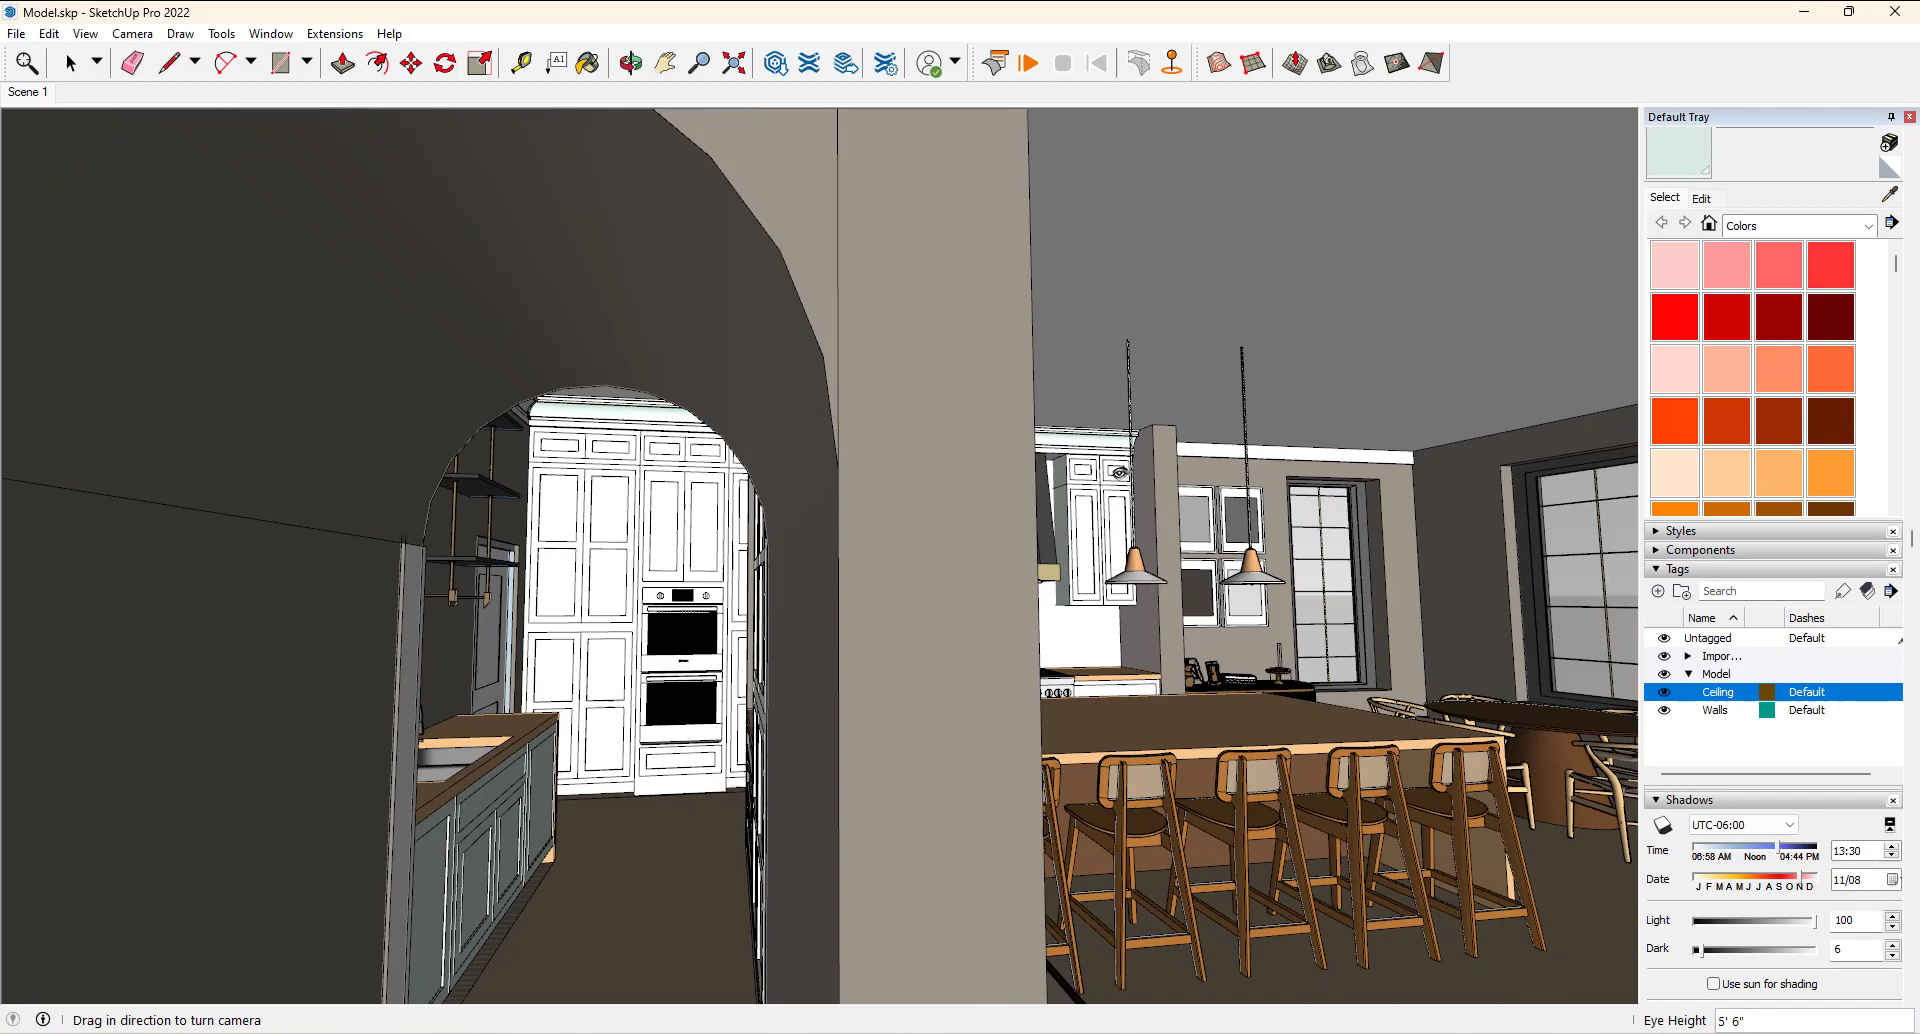 Model.skp - SketchUp Pro 2022
File Edit View Camera Draw Tools Window Extensions Help
A1
Scene 1
Default Tray
Select Edit
Colors
Styles
Components
Tags
Search
Name Dashes
Untagged Default
Impor...
Model
Ceiling Default
Walls Default
Shadows
UTC-06:00
Time 06:58 AM Noon 04:44 PM 13:30
Date J F M A M J J A S O N D 11/08
Light 100
Dark 6
Use sun for shading
Drag in direction to turn camera
Eye Height 5' 6"